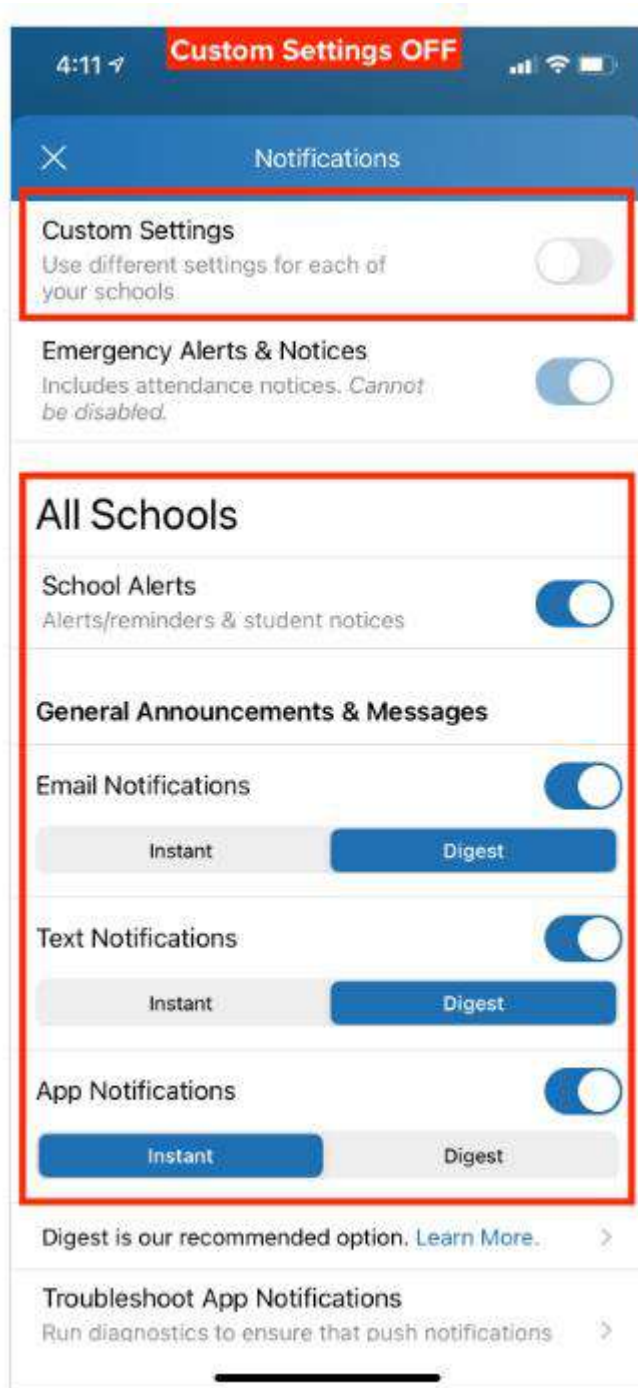 Custom Settings OFF
4:11
Notifications
Custom Settings
Use different settings for each of
your schools
Emergency Alerts & Notices
Includes attendance notices. Cannot
be disabled.
All Schools
School Alerts
Alerts/reminders & student notices
General Announcements & Messages
Email Notifications
Instant Digest
Text Notifications
Instant Digest
App Notifications
Instant Digest
Digest is our recommended option. Learn More.
Troubleshoot App Notifications
Run diagnostics to ensure that push notifications